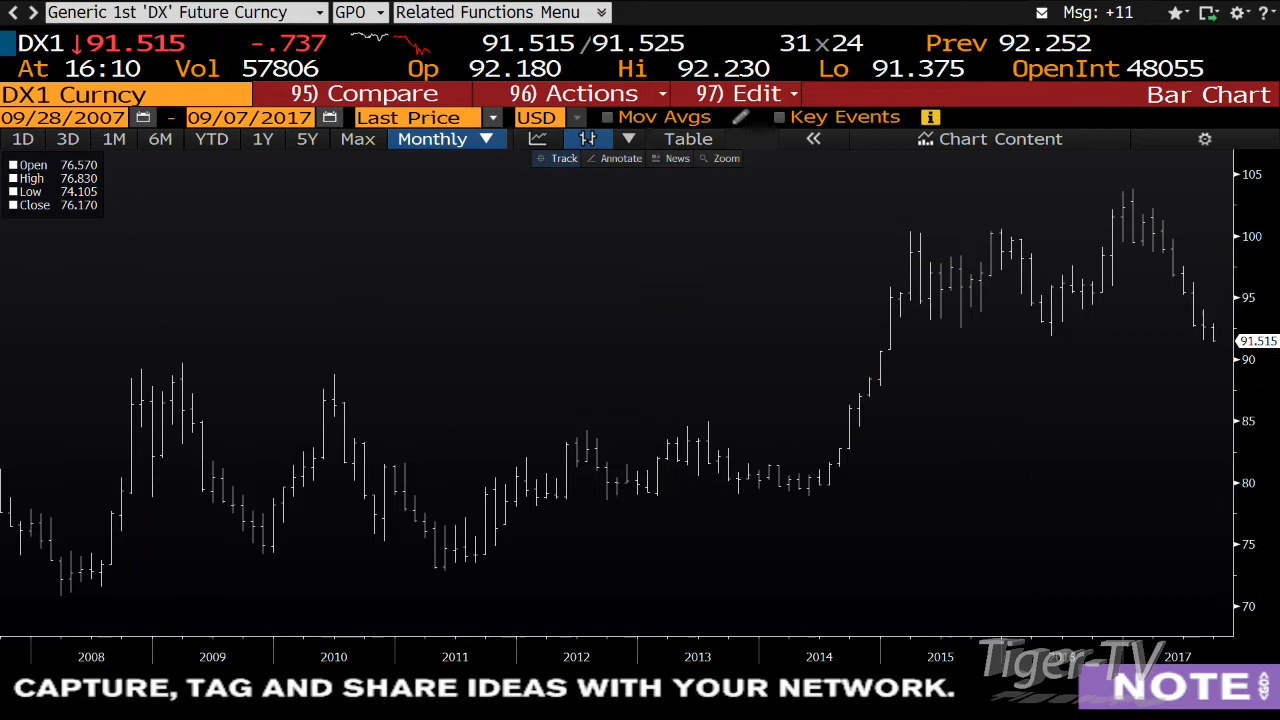 Generic 1st 'DX' Future Curncy GPO Related Functions Menu Msg: +11
DX1 ↓91.515 -.737 91.515/91.525 31x24 Prev 92.252
At 16:10 Vol 57806 Op 92.180 Hi 92.230 Lo 91.375 OpenInt 48055
DX1 Curncy 95) Compare 96) Actions 97) Edit Bar Chart
09/28/2007 - 09/07/2017 Last Price USD Mov Avgs Key Events
1D 3D 1M 6M YTD 1Y 5Y Max Monthly ▼ Table « Chart Content
Track Annotate News Zoom
Open 76.570
High 76.830
Low 74.105
Close 76.170
105
100
95
91.515
90
85
80
75
70
2008 2009 2010 2011 2012 2013 2014 2015 2016 2017
Tiger-TV
CAPTURE, TAG AND SHARE IDEAS WITH YOUR NETWORK. NOTE